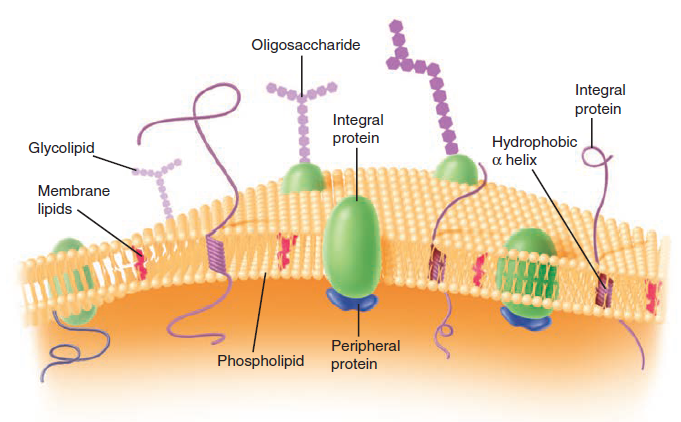 Oligosaccharide
Integral
protein
Integral
protein
Hydrophobic
α helix
Glycolipid
Membrane
lipids
Phospholipid
Peripheral
protein